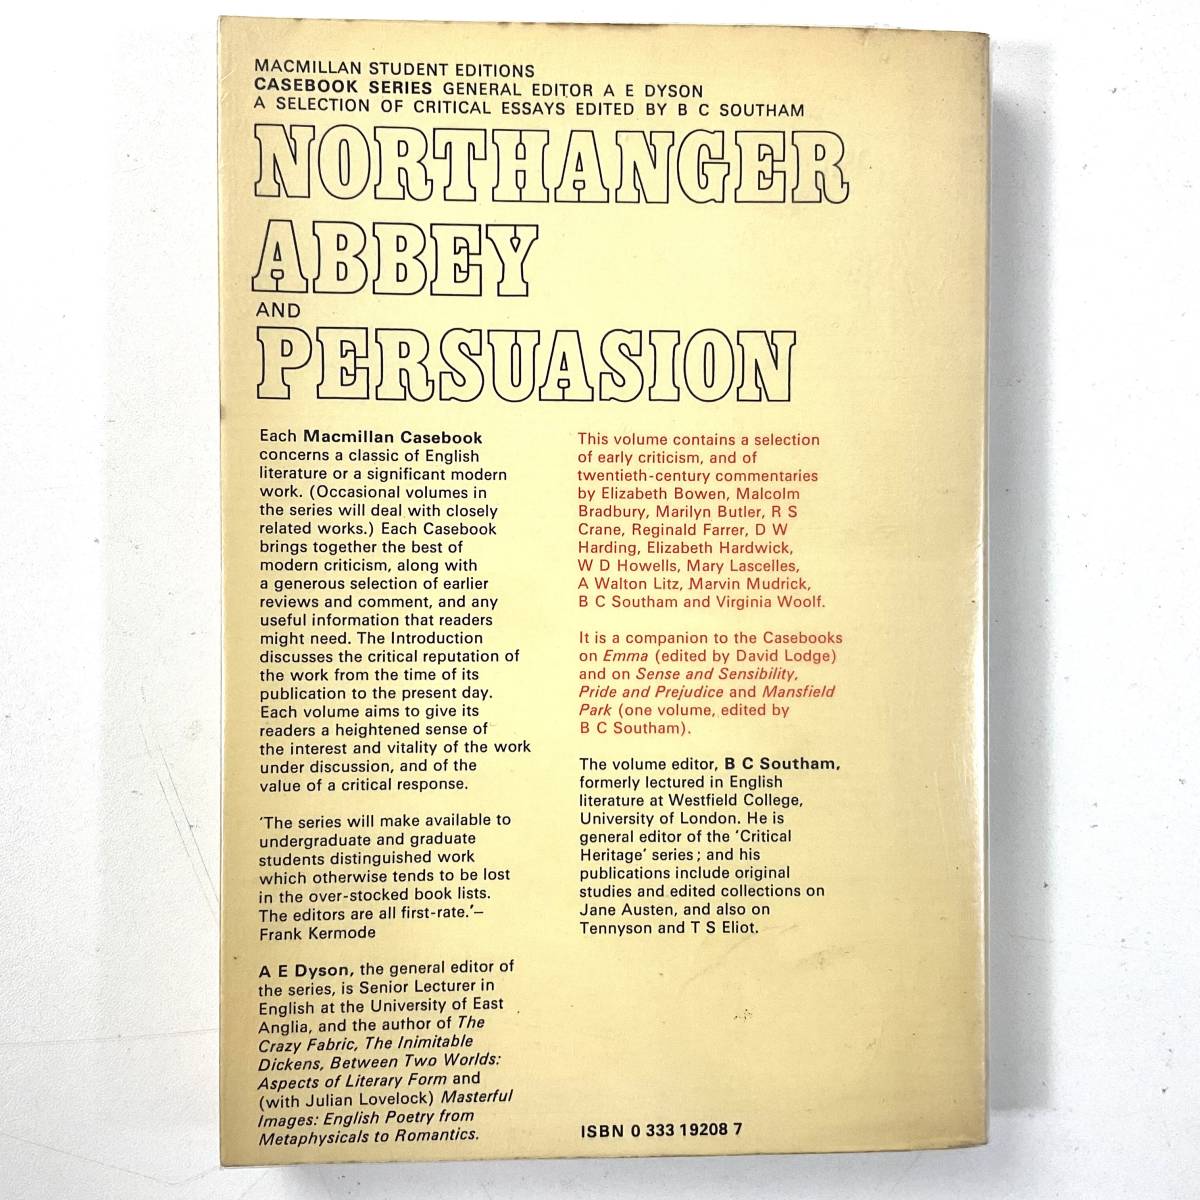 MACMILLAN STUDENT EDITIONS
CASEBOOK SERIES GENERAL EDITOR A E DYSON
A SELECTION OF CRITICAL ESSAYS EDITED BY B C SOUTHAM
NORTHANGER
ABBEY
AND
PERSUASION
Each Macmillan Casebook
concerns a classic of English
literature or a significant modern
work. (Occasional volumes in
the series will deal with closely
related works.) Each Casebook
brings together the best of
modern criticism, along with
a generous selection of earlier
reviews and comment, and any
useful information that readers
might need. The Introduction
discusses the critical reputation of
the work from the time of its
publication to the present day.
Each volume aims to give its
readers a heightened sense of
the interest and vitality of the work
under discussion, and of the
value of a critical response.
'The series will make available to
undergraduate and graduate
students distinguished work
which otherwise tends to be lost
in the over-stocked book lists.
The editors are all first-rate.'–
Frank Kermode
A E Dyson, the general editor of
the series, is Senior Lecturer in
English at the University of East
Anglia, and the author of The
Crazy Fabric, The Inimitable
Dickens, Between Two Worlds:
Aspects of Literary Form and
(with Julian Lovelock) Masterful
Images: English Poetry from
Metaphysicals to Romantics.
This volume contains a selection
of early criticism, and of
twentieth-century commentaries
by Elizabeth Bowen, Malcolm
Bradbury, Marilyn Butler, R S
Crane, Reginald Farrer, D W
Harding, Elizabeth Hardwick,
W D Howells, Mary Lascelles,
A Walton Litz, Marvin Mudrick,
B C Southam and Virginia Woolf.
It is a companion to the Casebooks
on Emma (edited by David Lodge)
and on Sense and Sensibility,
Pride and Prejudice and Mansfield
Park (one volume, edited by
B C Southam).
The volume editor, B C Southam,
formerly lectured in English
literature at Westfield College,
University of London. He is
general editor of the 'Critical
Heritage' series; and his
publications include original
studies and edited collections on
Jane Austen, and also on
Tennyson and T S Eliot.
ISBN 0 333 19208 7